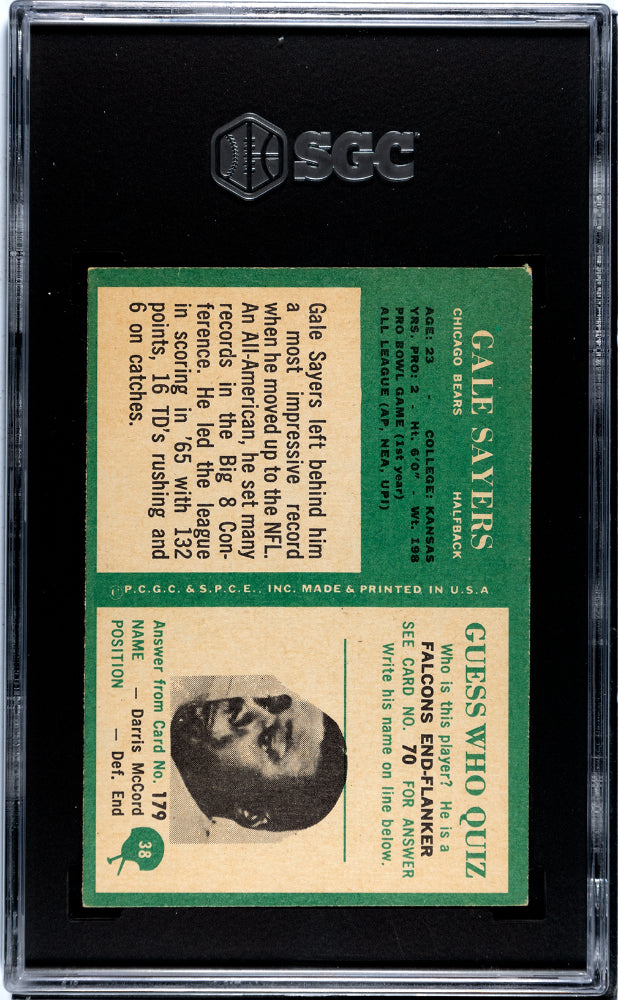 SGC
GALE SAYERS
CHICAGO BEARS HALFBACK
AGE: 23 - COLLEGE: KANSAS
YRS. PRO: 2 - Ht. 6'0" - Wt. 198
PRO BOWL GAME (1st year)
ALL LEAGUE (AP, NEA, UPI)
Gale Sayers left behind him
a most impressive record
when he moved up to the NFL.
An All-American, he set many
records in the Big 8 Con-
ference. He led the league
in scoring in '65 with 132
points, 16 TD's rushing and
6 on catches.
©P.C.G.C. & S.P.C.E., INC. MADE & PRINTED IN U.S.A
GUESS WHO QUIZ
Who is this player? He is a
FALCONS END-FLANKER
SEE CARD NO. 70 FOR ANSWER
Write his name on line below.
Answer from Card No. 179
NAME — Darris McCord
POSITION — Def. End
38